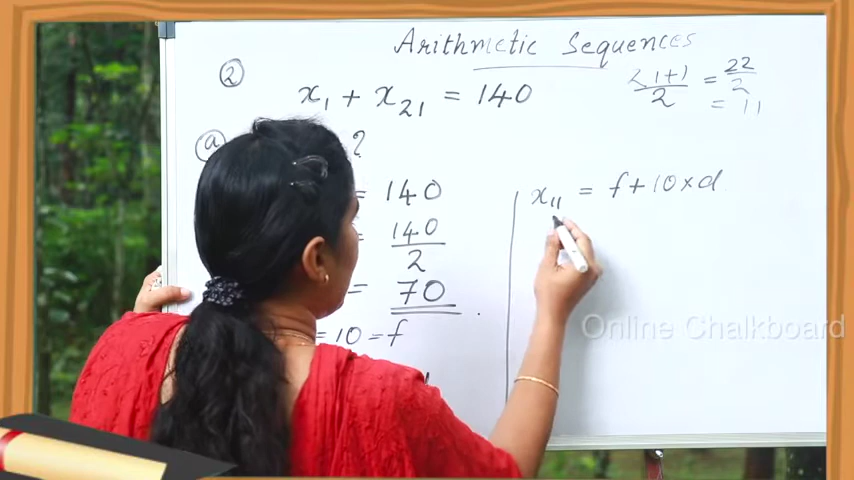 Arithmetic Sequences
②
x₁ + x₂₁ = 140
21+1/2 = 22/2
= 11
ⓐ ?
= 140
= 140/2
= 70
= 10 = f
x₁₁ = f + 10 × d
Online Chalkboard